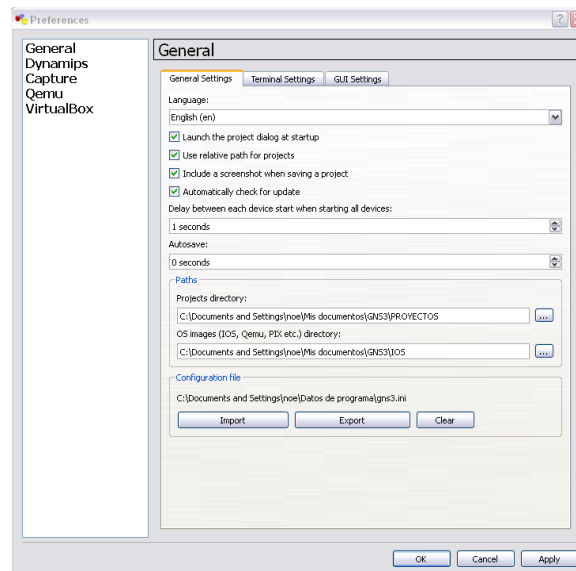 Preferences
General
Dynamips
Capture
Qemu
VirtualBox
General
General Settings
Terminal Settings
GUI Settings
Language:
English (en)
Launch the project dialog at startup
Use relative path for projects
Include a screenshot when saving a project
Automatically check for update
Delay between each device start when starting all devices:
1 seconds
Autosave:
0 seconds
Paths
Projects directory:
C:\Documents and Settings\noe\Mis documentos\GNS3\PROYECTOS
...
OS images (IOS, Qemu, PIX etc.) directory:
C:\Documents and Settings\noe\Mis documentos\GNS3\IOS
...
Configuration file
C:\Documents and Settings\noe\Datos de programa\gns3.ini
Import
Export
Clear
OK
Cancel
Apply